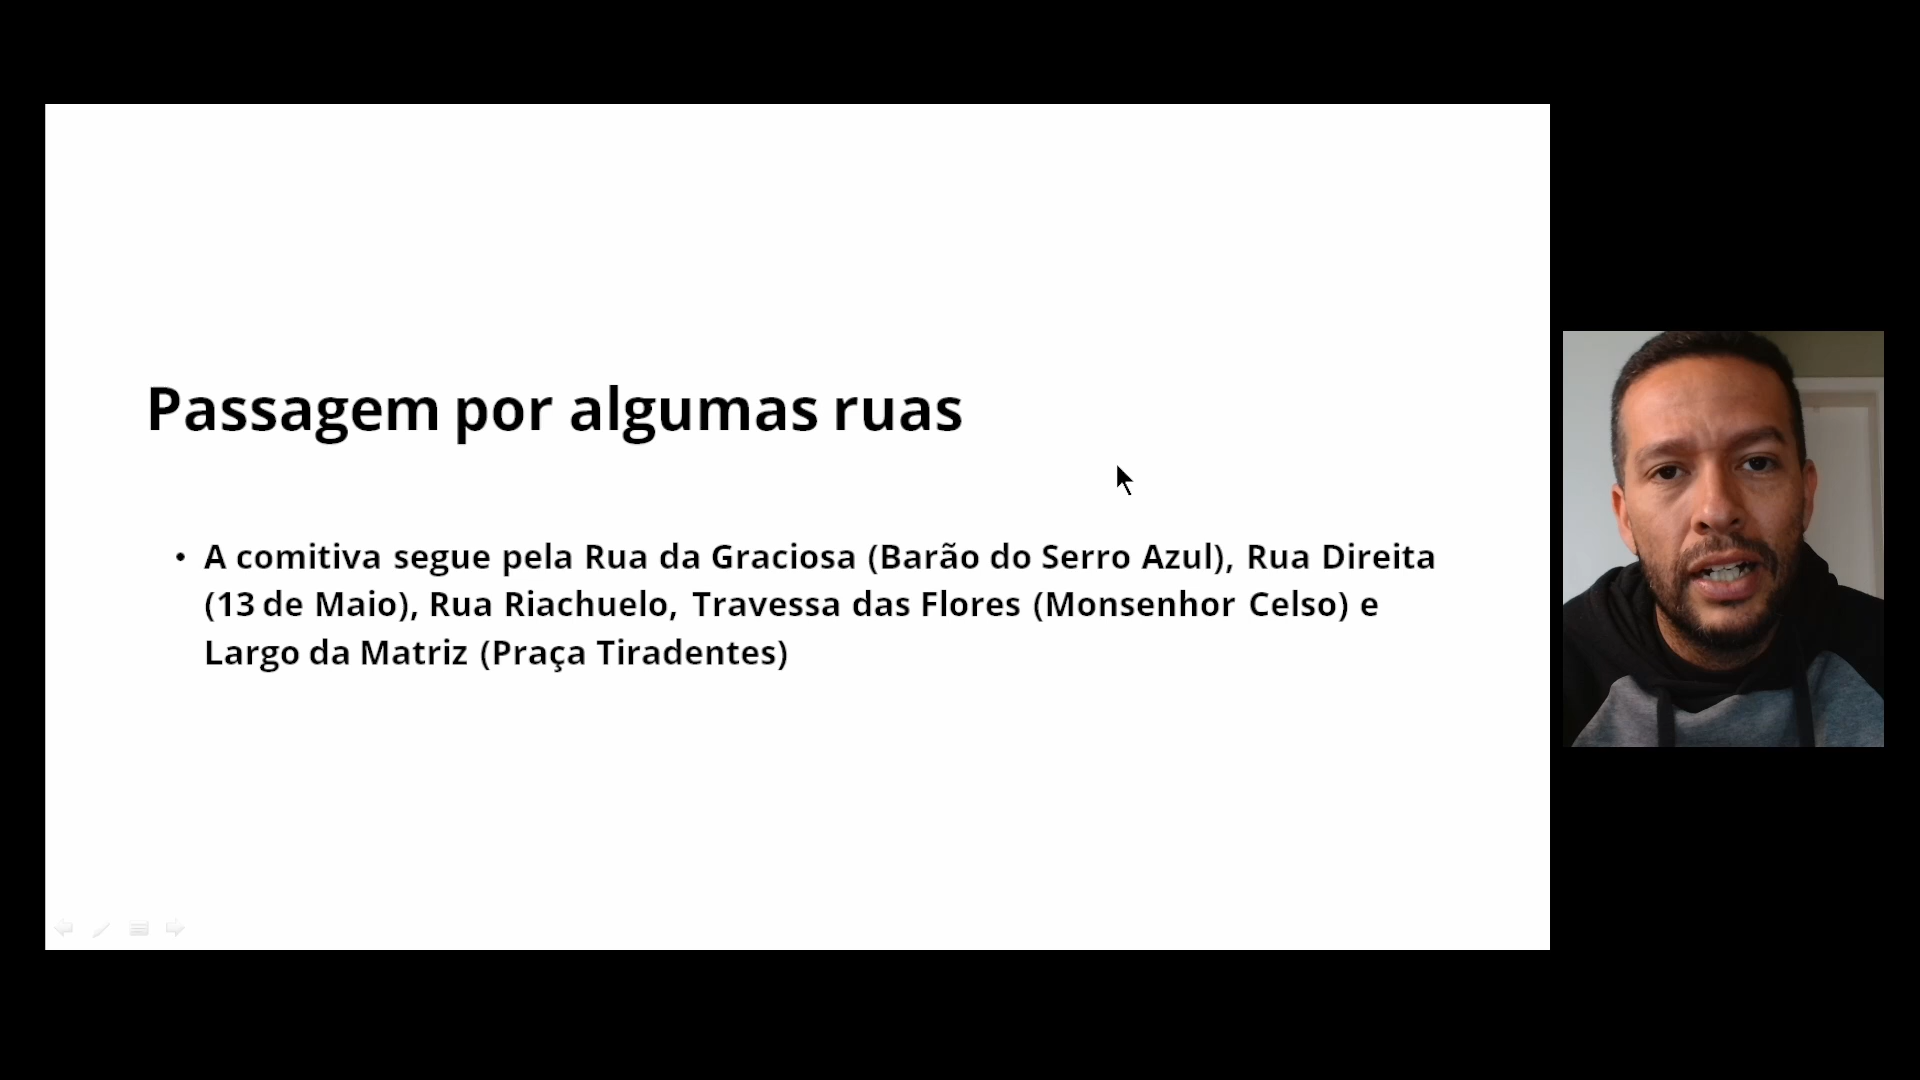 Passagem por algumas ruas
• A comitiva segue pela Rua da Graciosa (Barão do Serro Azul), Rua Direita
(13 de Maio), Rua Riachuelo, Travessa das Flores (Monsenhor Celso) e
Largo da Matriz (Praça Tiradentes)